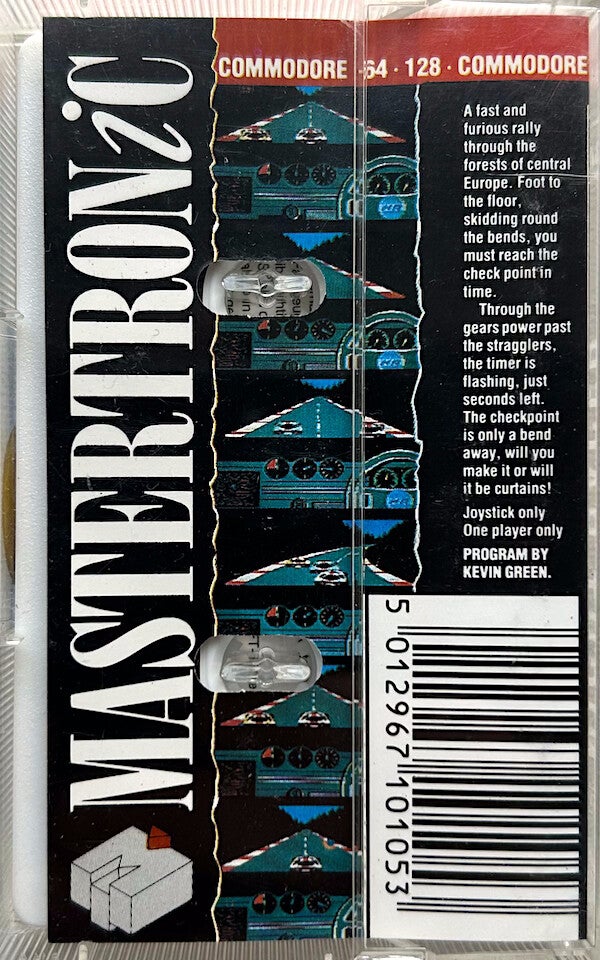 MASTERTRONiC
COMMODORE 64 · 128 · COMMODORE
A fast and
furious rally
through the
forests of central
Europe. Foot to
the floor,
skidding round
the bends, you
must reach the
check point in
time.
Through the
gears power past
the stragglers,
the timer is
flashing, just
seconds left.
The checkpoint
is only a bend
away, will you
make it or will
it be curtains!
Joystick only
One player only
PROGRAM BY
KEVIN GREEN.
5 012967 101053